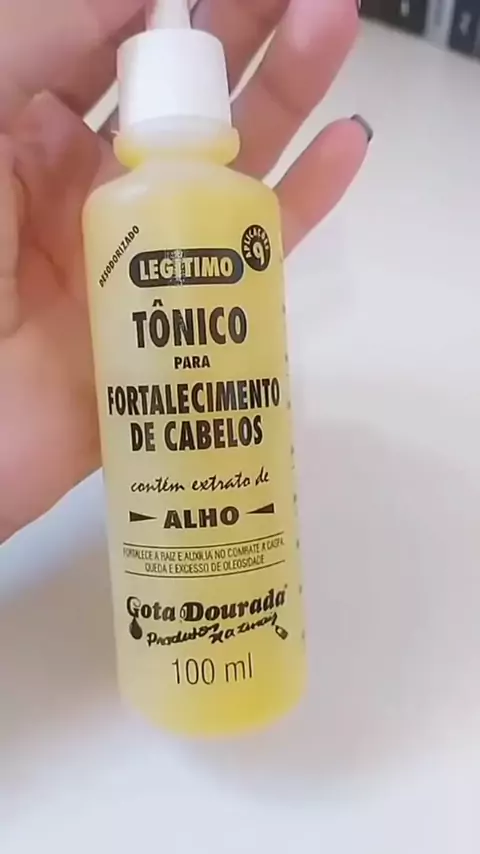 DESODORIZADO
LEGÍTIMO
9 APLICAÇÕES
TÔNICO
PARA
FORTALECIMENTO
DE CABELOS
contém extrato de
ALHO
FORTALECE A RAIZ E AUXILIA NO COMBATE A CASPA,
QUEDA E EXCESSO DE OLEOSIDADE
Gota Dourada
Produtos Naturais
100 ml